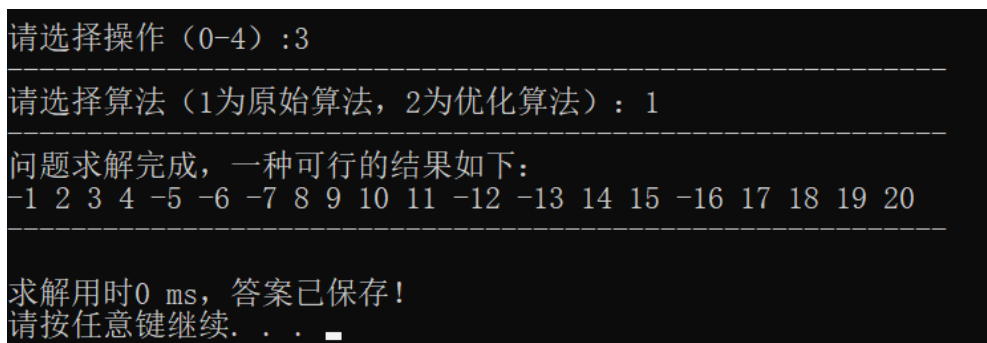 请选择操作（0-4）:3
---------------------------------------------------------
请选择算法（1为原始算法，2为优化算法）：1
---------------------------------------------------------
问题求解完成，一种可行的结果如下：
-1 2 3 4 -5 -6 -7 8 9 10 11 -12 -13 14 15 -16 17 18 19 20
---------------------------------------------------------
求解用时0 ms，答案已保存！
请按任意键继续. . .